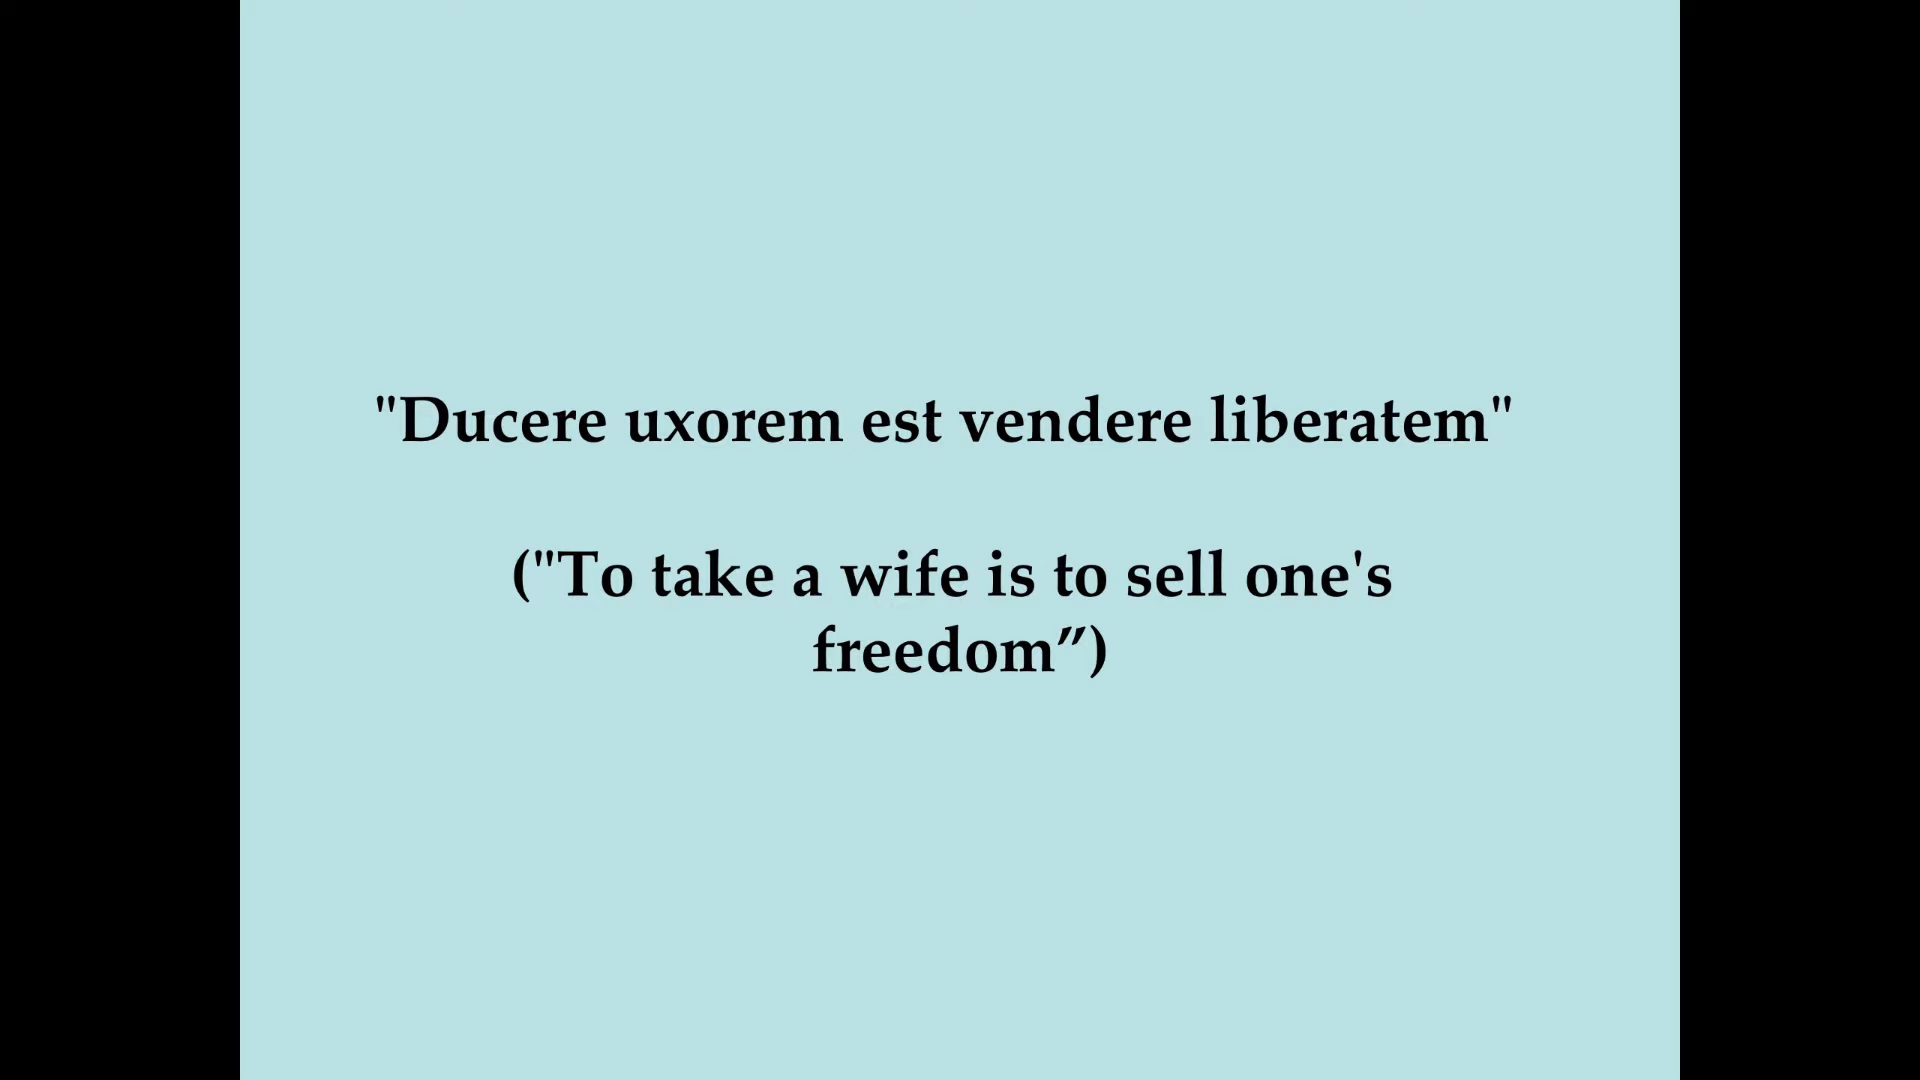 "Ducere uxorem est vendere liberatem"
("To take a wife is to sell one's
freedom”)